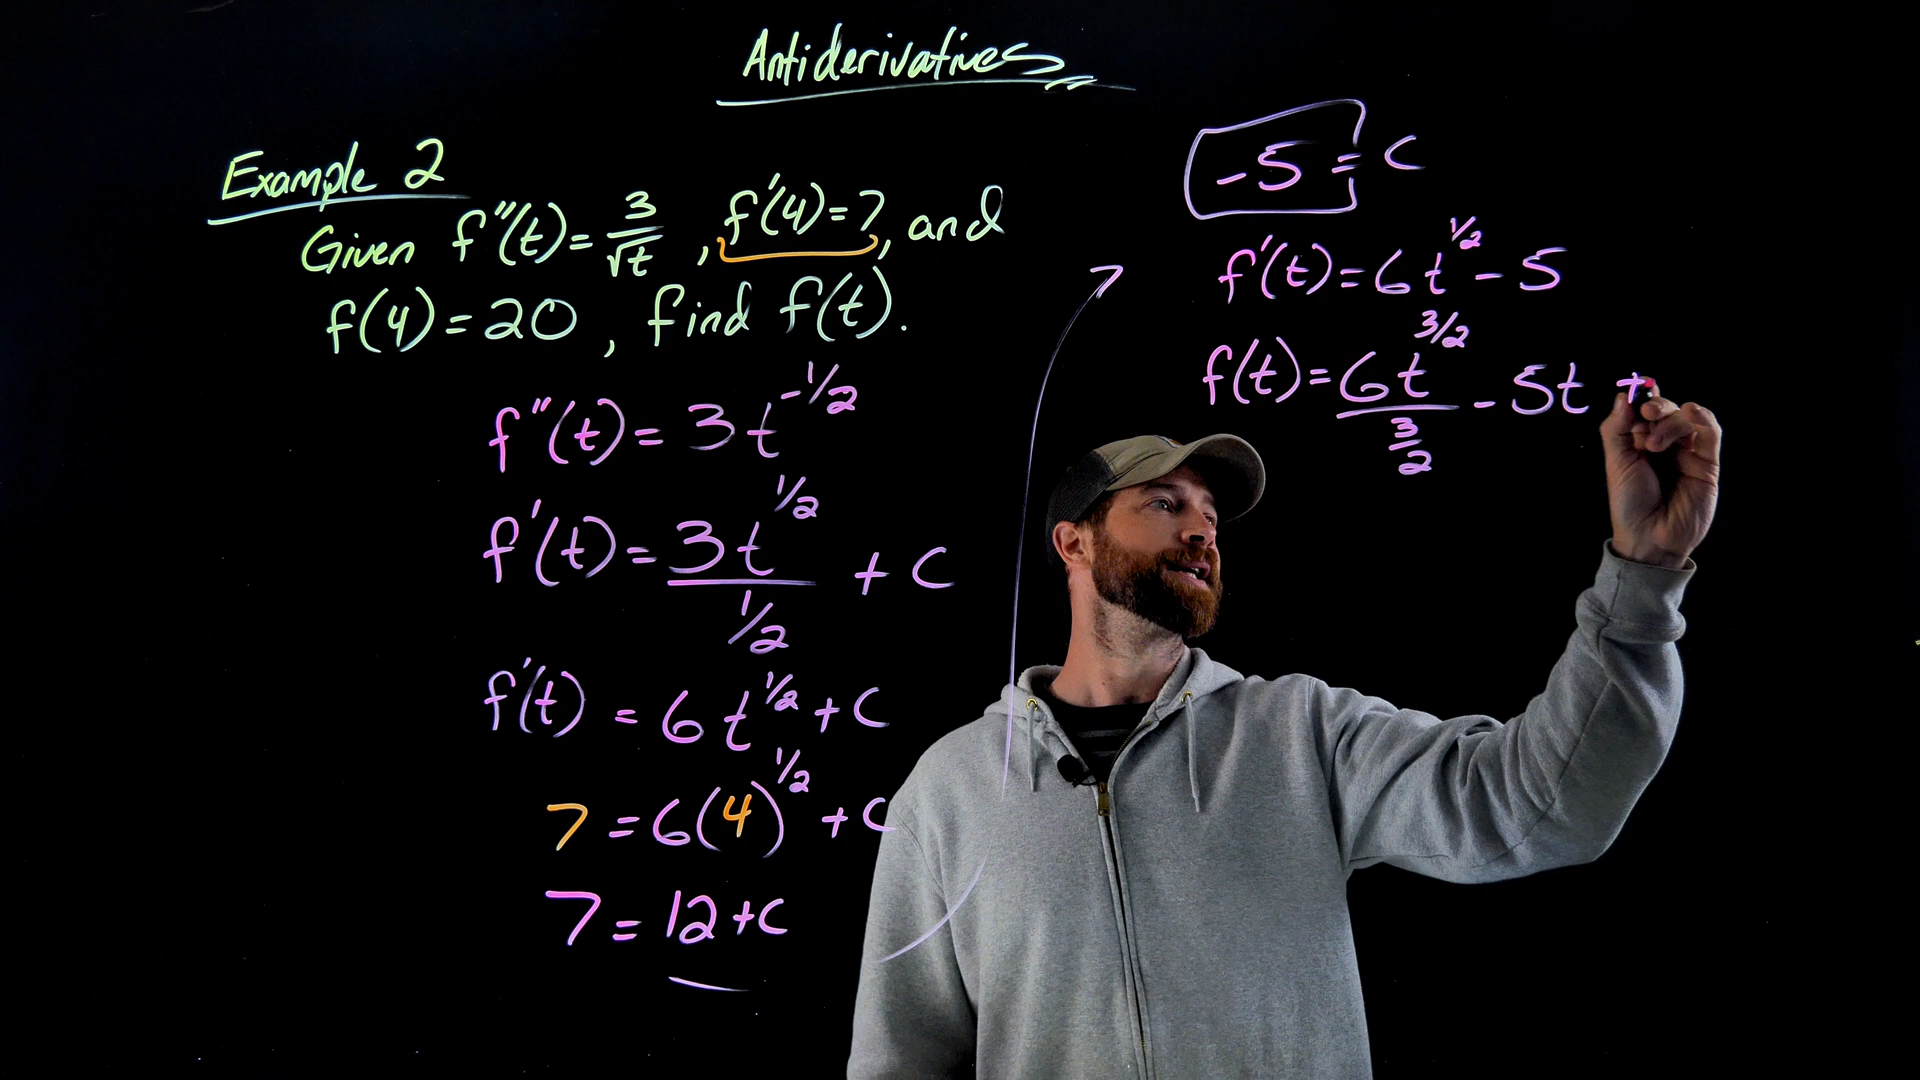 Antiderivatives
Example 2
Given f''(t) = 3/√t , f'(4)=7, and
f(4) = 20 , find f(t).
f''(t) = 3t^(-1/2)
f'(t) = 3t^(1/2) / (1/2) + C
f'(t) = 6t^(1/2) + C
7 = 6(4)^(1/2) + C
7 = 12+C
-5 = C
f'(t) = 6t^(1/2) - 5
f(t) = 6t^(3/2) / (3/2) - 5t +